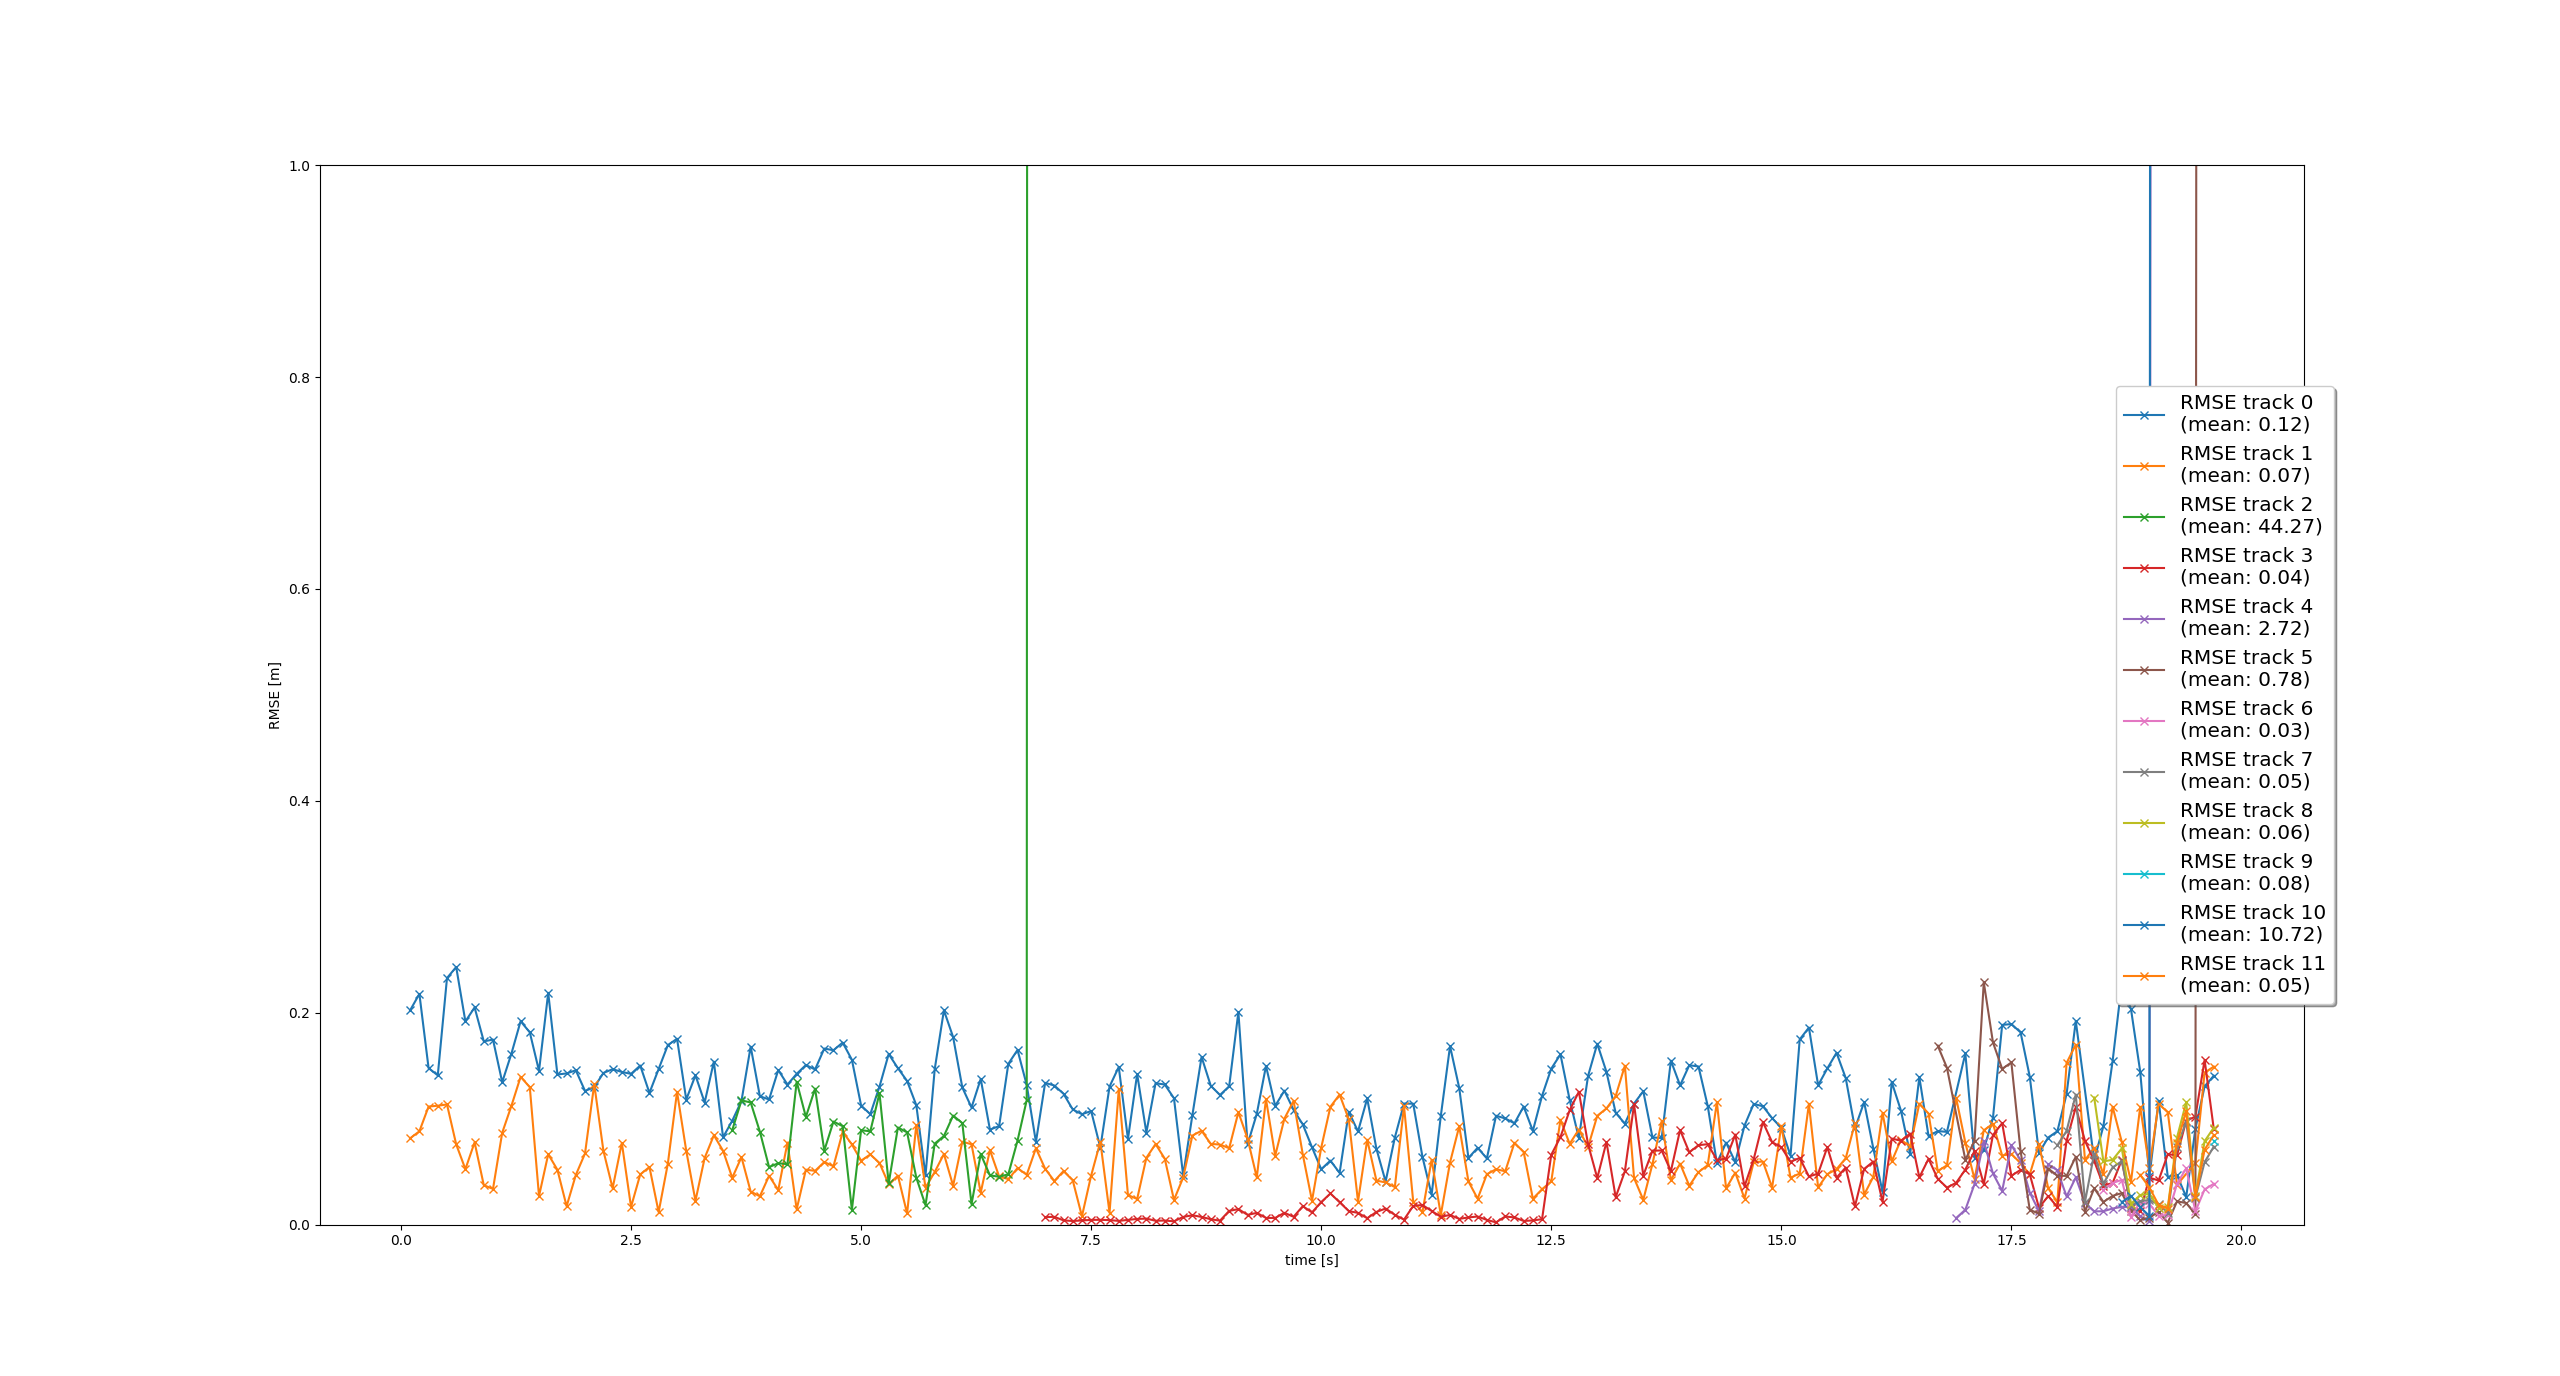 1.0
0.8
0.6
0.4
0.2
0.0
RMSE [m]
0.0 2.5 5.0 7.5 10.0 12.5 15.0 17.5 20.0
time [s]
RMSE track 0
(mean: 0.12)
RMSE track 1
(mean: 0.07)
RMSE track 2
(mean: 44.27)
RMSE track 3
(mean: 0.04)
RMSE track 4
(mean: 2.72)
RMSE track 5
(mean: 0.78)
RMSE track 6
(mean: 0.03)
RMSE track 7
(mean: 0.05)
RMSE track 8
(mean: 0.06)
RMSE track 9
(mean: 0.08)
RMSE track 10
(mean: 10.72)
RMSE track 11
(mean: 0.05)